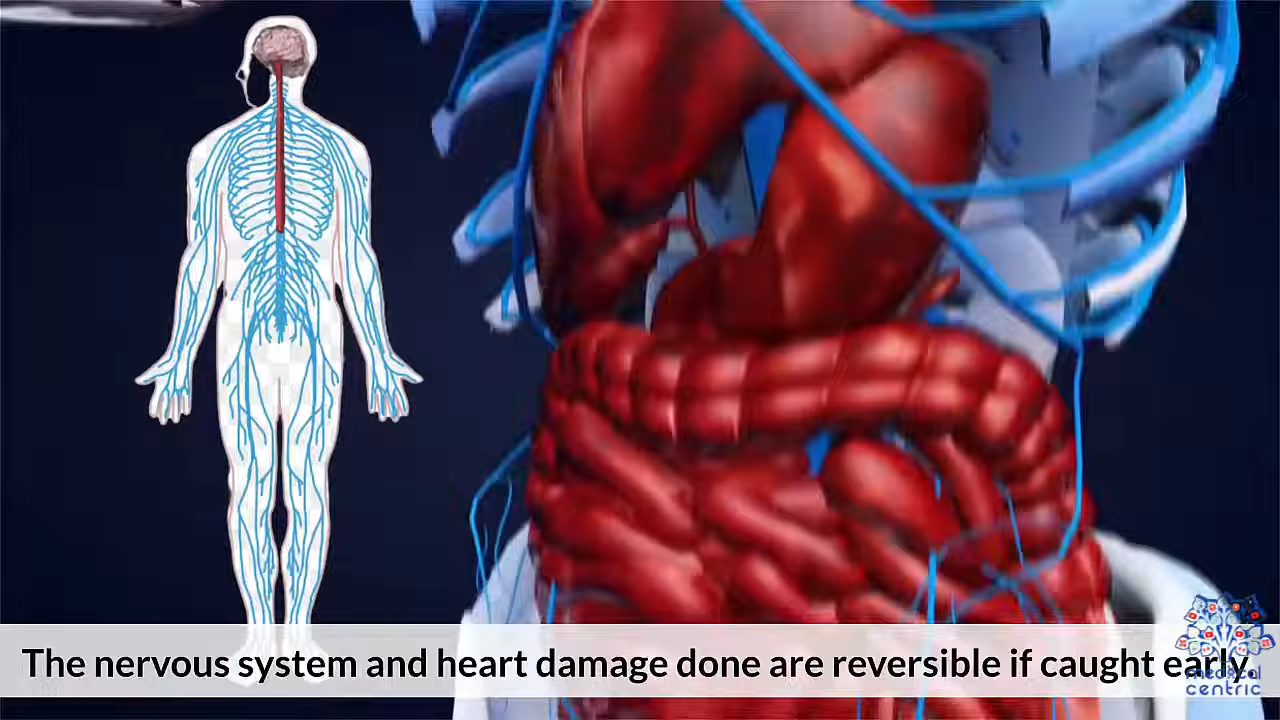 The nervous system and heart damage done are reversible if caught early.
medical
centric